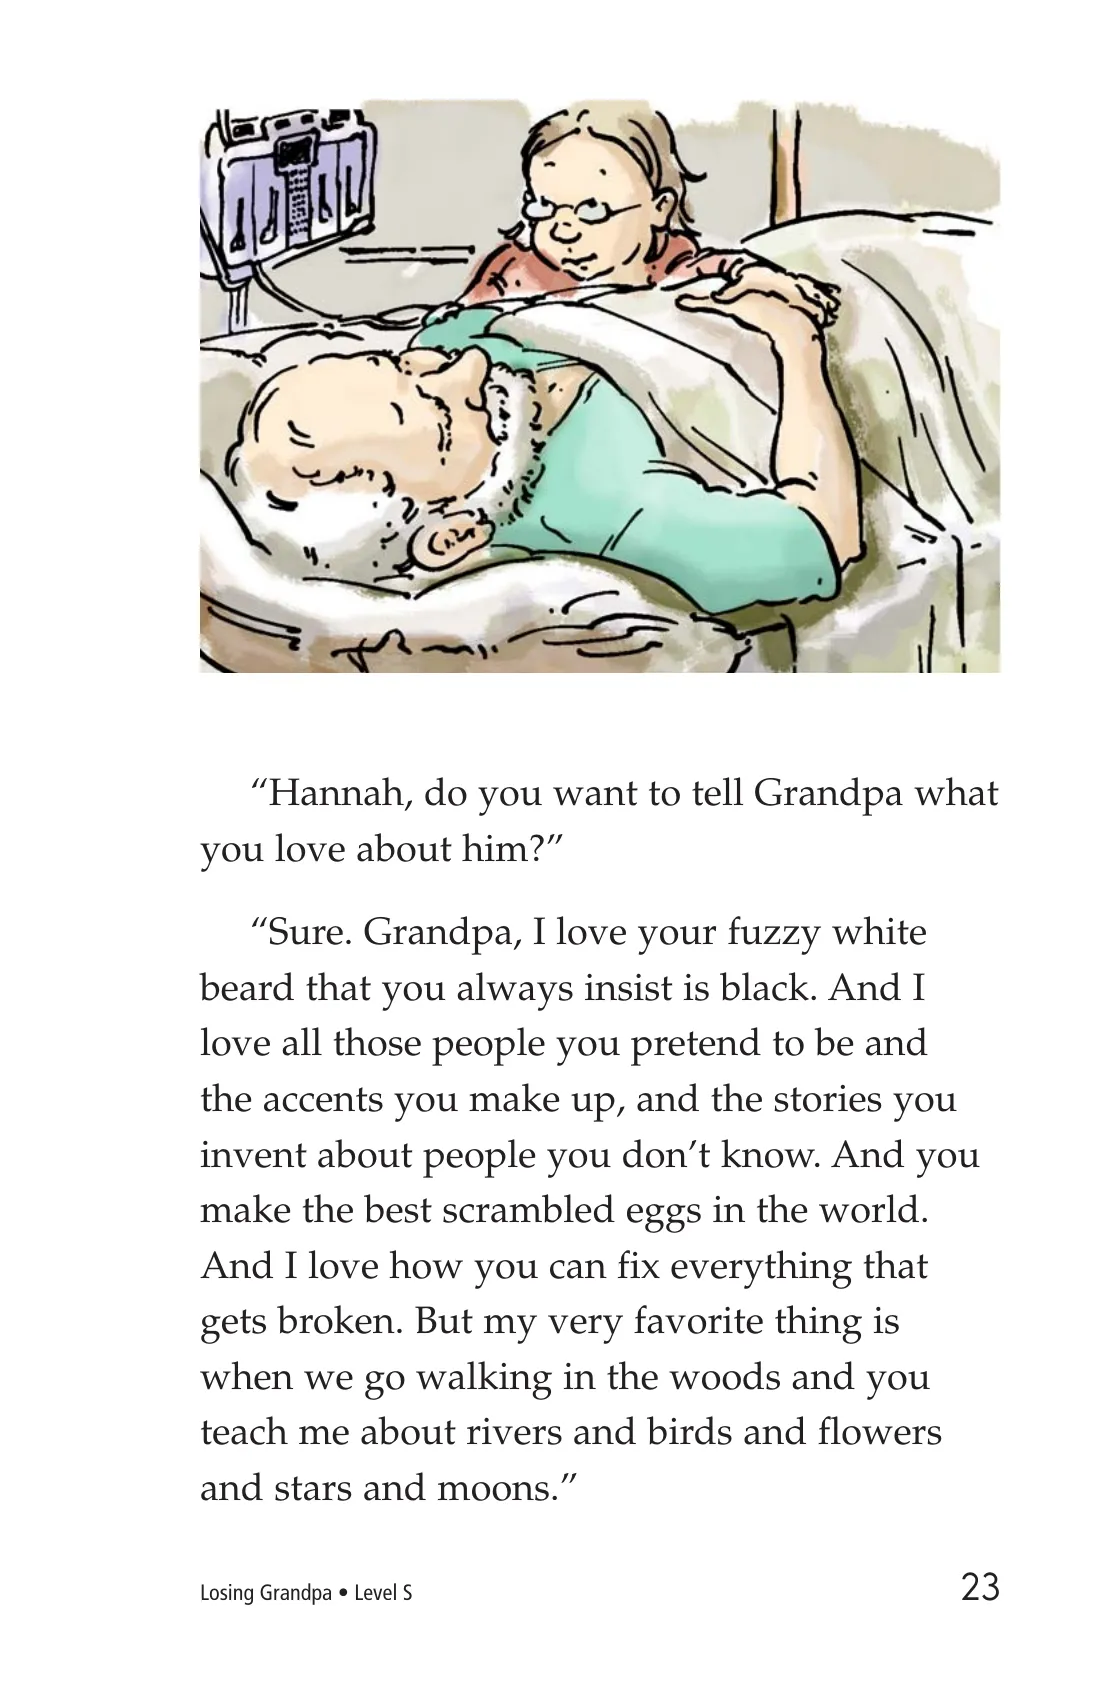 “Hannah, do you want to tell Grandpa what
you love about him?”
“Sure. Grandpa, I love your fuzzy white
beard that you always insist is black. And I
love all those people you pretend to be and
the accents you make up, and the stories you
invent about people you don’t know. And you
make the best scrambled eggs in the world.
And I love how you can fix everything that
gets broken. But my very favorite thing is
when we go walking in the woods and you
teach me about rivers and birds and flowers
and stars and moons.”
Losing Grandpa • Level S
23